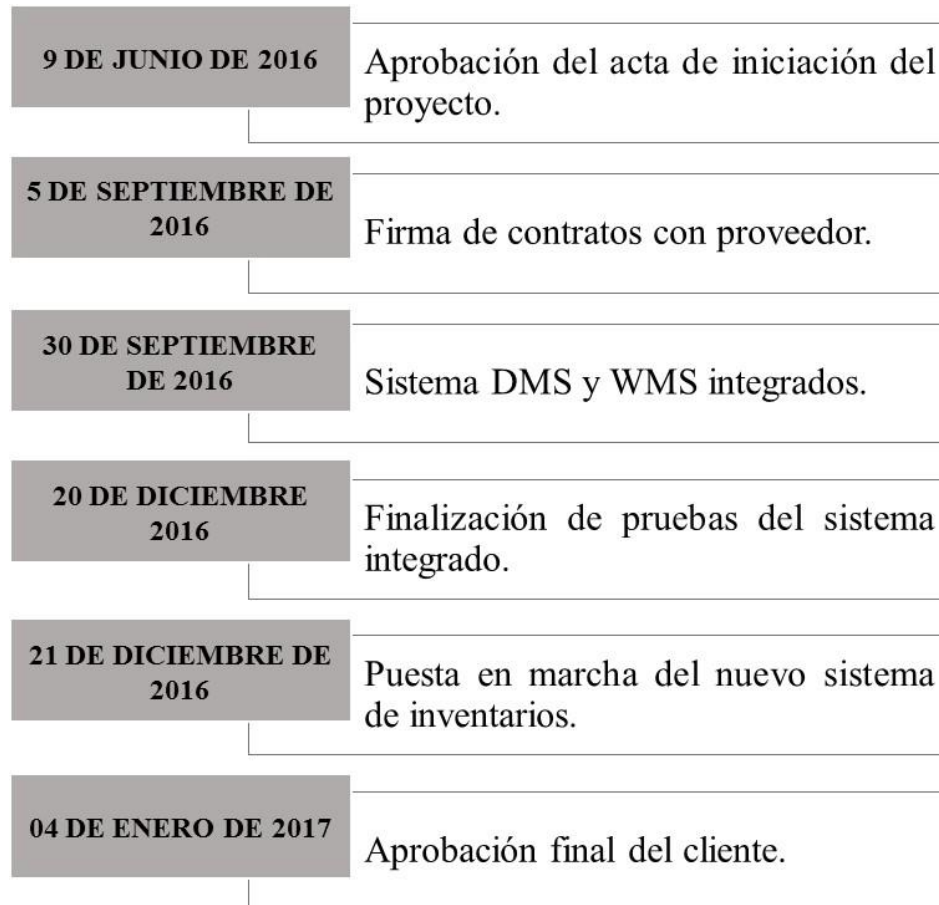 9 DE JUNIO DE 2016
Aprobación del acta de iniciación del
proyecto.
5 DE SEPTIEMBRE DE
2016
Firma de contratos con proveedor.
30 DE SEPTIEMBRE
DE 2016
Sistema DMS y WMS integrados.
20 DE DICIEMBRE
2016
Finalización de pruebas del sistema
integrado.
21 DE DICIEMBRE DE
2016
Puesta en marcha del nuevo sistema
de inventarios.
04 DE ENERO DE 2017
Aprobación final del cliente.